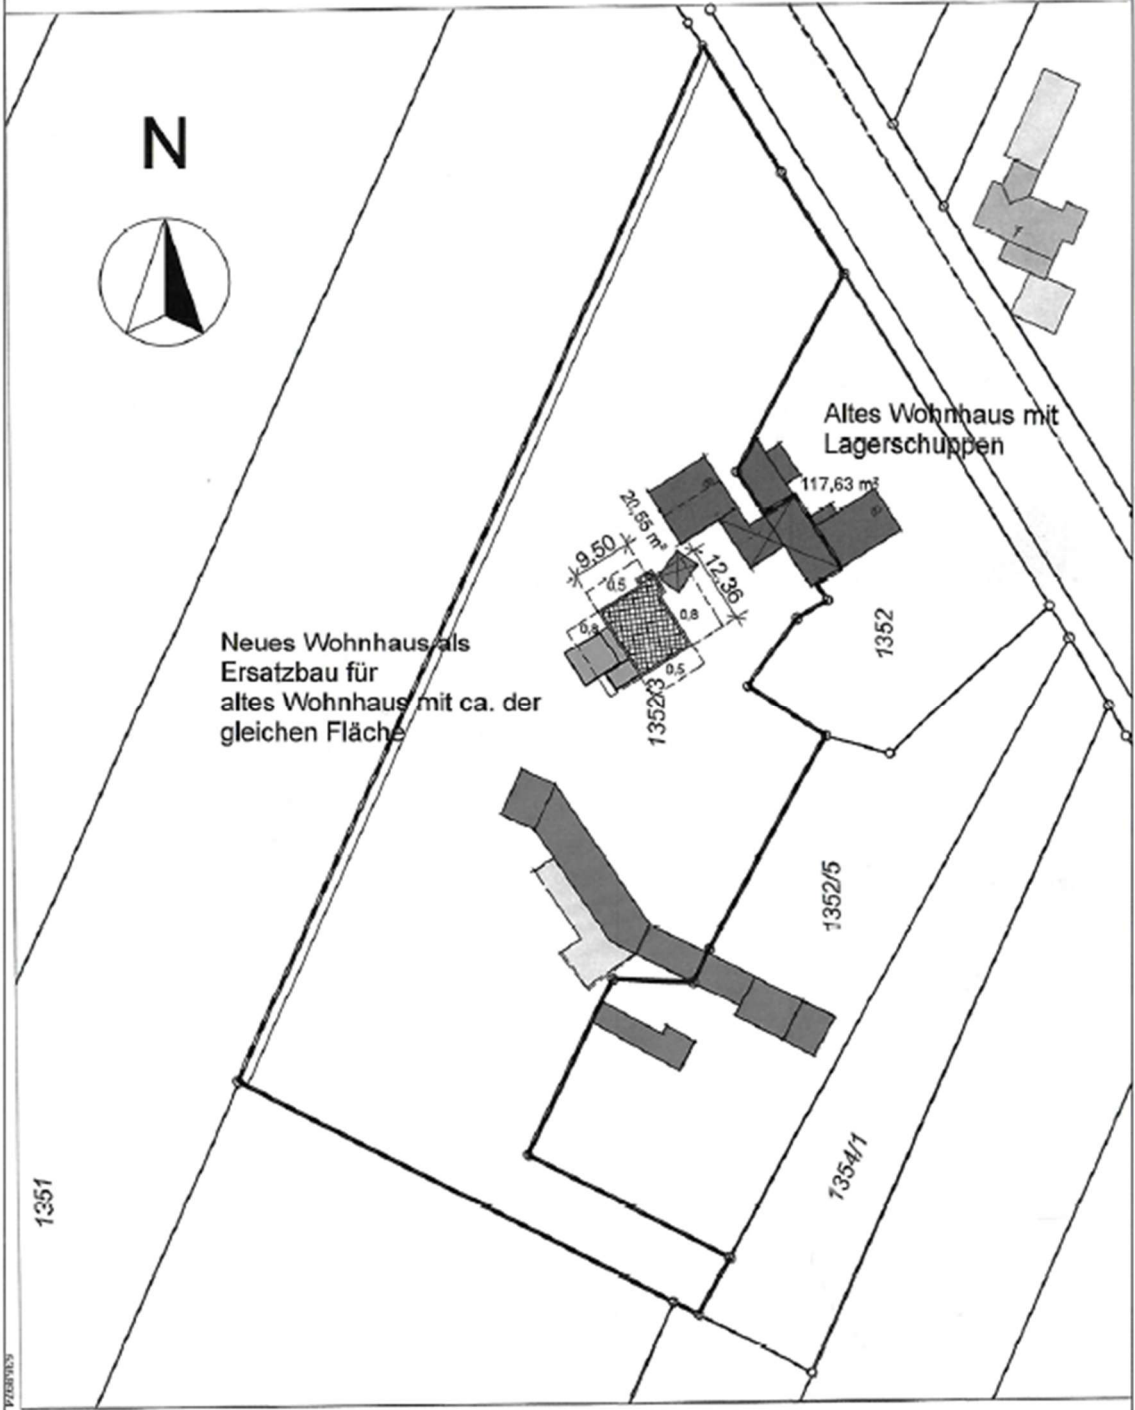 N
Altes Wohnhaus mit
Lagerschuppen
117,63 m²
20,55 m²
9,50
12,36
0,5
0,8
0,8
0,5
Neues Wohnhaus als
Ersatzbau für
altes Wohnhaus mit ca. der
gleichen Fläche
1352
1352/3
1352/5
1354/1
1351